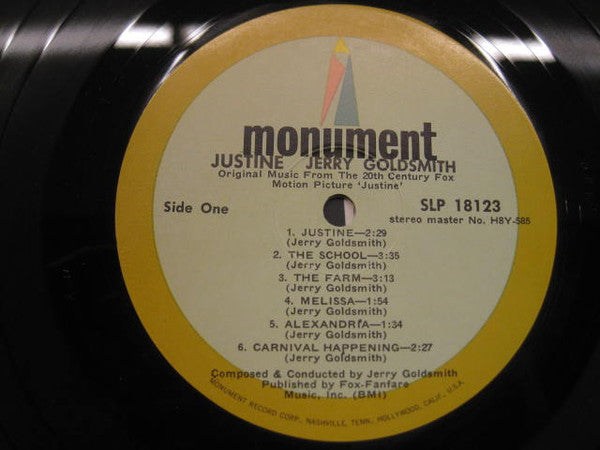 monument
JUSTINE JERRY GOLDSMITH
Original Music From The 20th Century Fox
Motion Picture 'Justine'
Side One
SLP 18123
stereo master No. H8Y-585
1. JUSTINE—2:29
(Jerry Goldsmith)
2. THE SCHOOL—3:35
(Jerry Goldsmith)
3. THE FARM—3:13
(Jerry Goldsmith)
4. MELISSA—1:54
(Jerry Goldsmith)
5. ALEXANDRIA—1:34
(Jerry Goldsmith)
6. CARNIVAL HAPPENING—2:27
(Jerry Goldsmith)
Composed & Conducted by Jerry Goldsmith
Published by Fox-Fanfare
Music, Inc. (BMI)
MONUMENT RECORD CORP., NASHVILLE, TENN. HOLLYWOOD, CALIF., U.S.A.